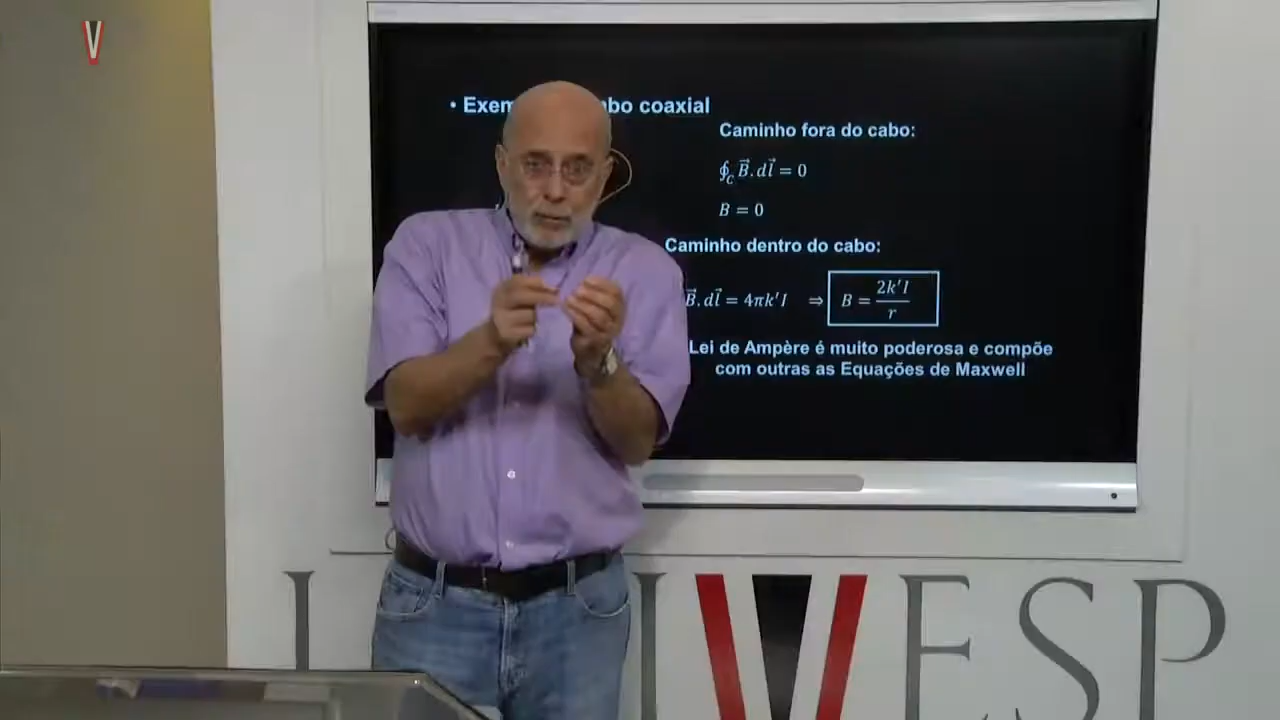 • Exem bo coaxial
Caminho fora do cabo:
∮_C B⃗.dl⃗ = 0
B = 0
Caminho dentro do cabo:
B⃗.dl⃗ = 4πk'I ⇒ B = 2k'I / r
Lei de Ampère é muito poderosa e compõe
com outras as Equações de Maxwell
VESP